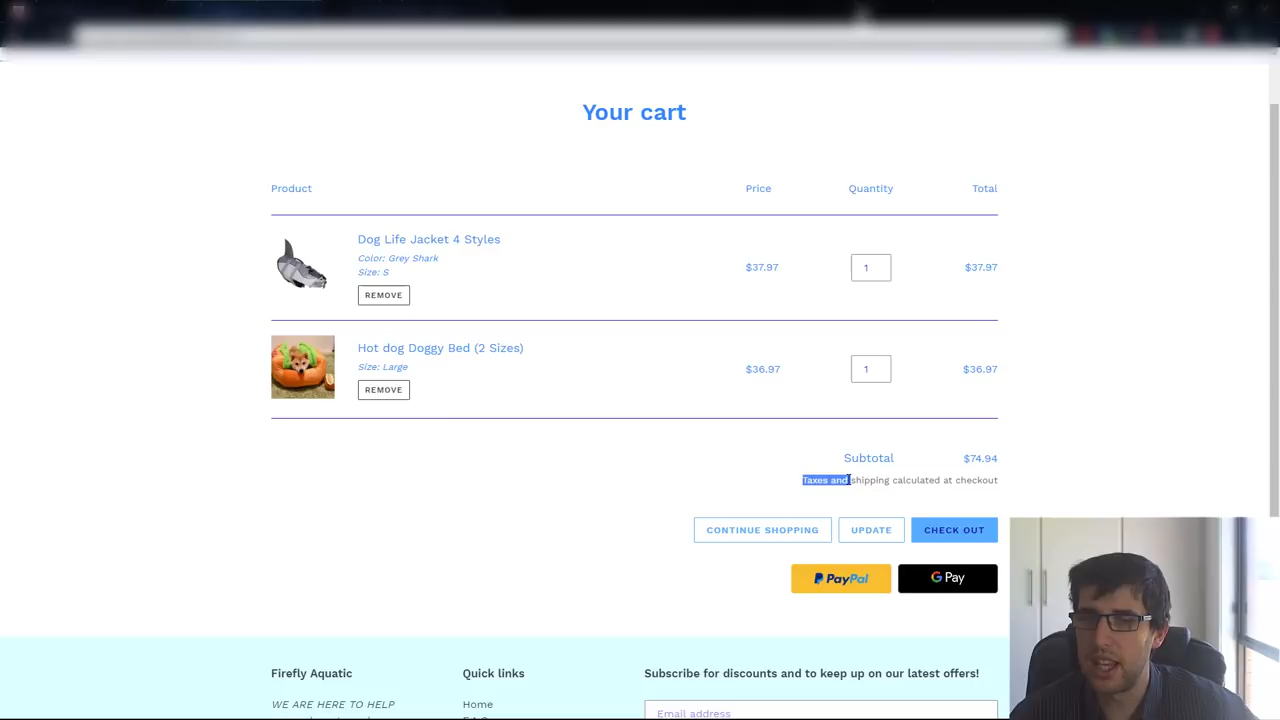 Your cart
Product Price Quantity Total
Dog Life Jacket 4 Styles
Color: Grey Shark
Size: S
REMOVE
$37.97 1 $37.97
Hot dog Doggy Bed (2 Sizes)
Size: Large
REMOVE
$36.97 1 $36.97
Subtotal $74.94
Taxes and shipping calculated at checkout
CONTINUE SHOPPING UPDATE CHECK OUT
PayPal G Pay
Firefly Aquatic Quick links Subscribe for discounts and to keep up on our latest offers!
WE ARE HERE TO HELP Home
Email address